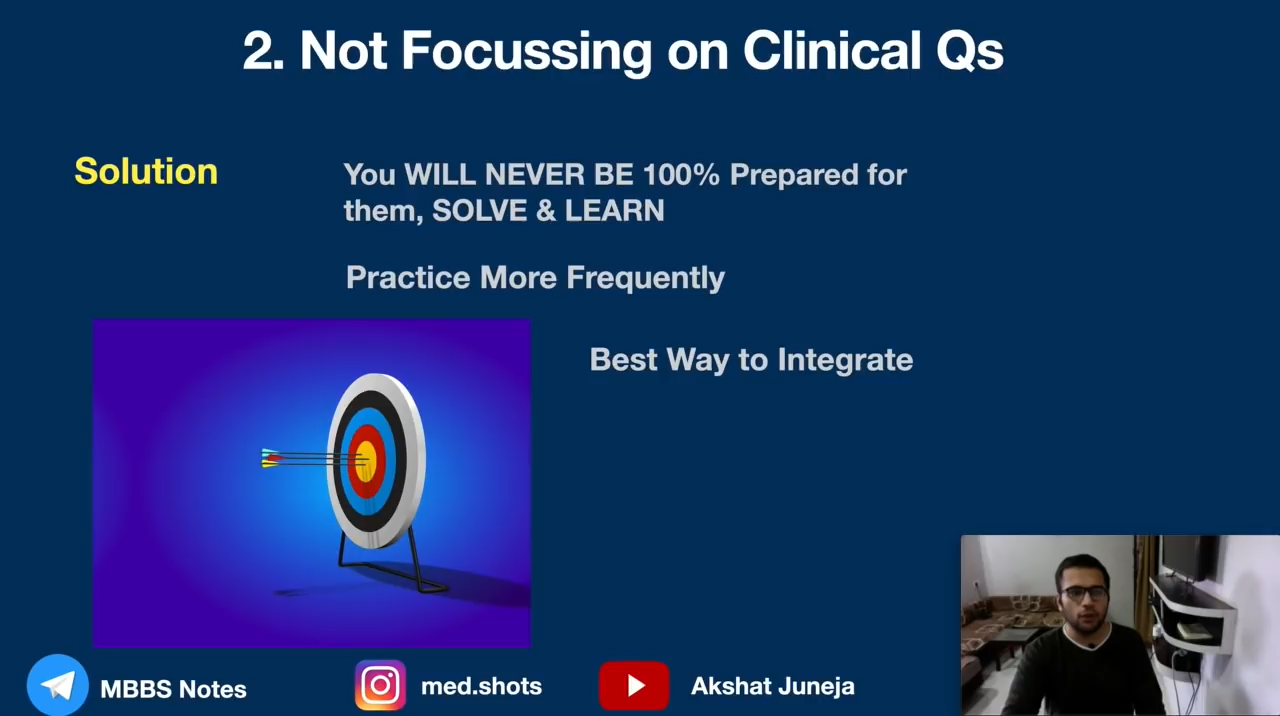 2. Not Focussing on Clinical Qs
Solution
You WILL NEVER BE 100% Prepared for
them, SOLVE & LEARN
Practice More Frequently
Best Way to Integrate
MBBS Notes
med.shots
Akshat Juneja